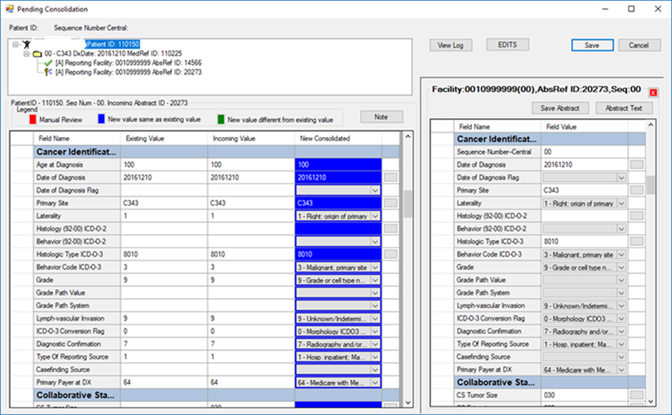 Pending Consolidation
Patient ID: Sequence Number Central:
Patient ID: 110150
00 - C343 DxDate: 20161210 MedRef ID: 110225
[A] Reporting Facility: 0010999999 AbsRef ID: 14566
[A] Reporting Facility: 0010999999 AbsRef ID: 20273
View Log EDITS Save Cancel
PatientID - 110150. Seq Num - 00. Incoming Abstract ID - 20273
Legend
Manual Review New value same as existing value New value different from existing value Note
Field Name Existing Value Incoming Value New Consolidated
Cancer Identificat...
Age at Diagnosis 100 100 100
Date of Diagnosis 20161210 20161210 20161210
Date of Diagnosis Flag
Primary Site C343 C343 C343
Laterality 1 1 1 - Right: origin of primary
Histology (92-00) ICD-O-2
Behavior (92-00) ICD-O-2
Histologic Type ICD-O-3 8010 8010 8010
Behavior Code ICD-O-3 3 3 3 - Malignant, primary site
Grade 9 9 9 - Grade or cell type n...
Grade Path Value
Grade Path System
Lymph-vascular Invasion 9 9 9 - Unknown/Indetermi...
ICD-O-3 Conversion Flag 0 0 0 - Morphology ICDO3 ...
Diagnostic Confirmation 7 7 7 - Radiography and/or...
Type Of Reporting Source 1 1 1 - Hosp. inpatient; Ma...
Casefinding Source
Primary Payer at DX 64 64 64 - Medicare with Me...
Collaborative Sta...
CS Tumor Size 030 030
Facility:0010999999(00),AbsRef ID:20273,Seq:00
X
Save Abstract Abstract Text
Field Name Field Value
Cancer Identificat...
Sequence Number--Central 00
Date of Diagnosis 20161210
Date of Diagnosis Flag
Primary Site C343
Laterality 1 - Right: origin of primary
Histology (92-00) ICD-O-2
Behavior (92-00) ICD-O-2
Histologic Type ICD-O-3 8010
Behavior Code ICD-O-3 3 - Malignant, primary site
Grade 9 - Grade or cell type n...
Grade Path Value
Grade Path System
Lymph-vascular Invasion 9 - Unknown/Indetermi...
ICD-O-3 Conversion Flag 0 - Morphology ICDO3 ...
Diagnostic Confirmation 7 - Radiography and/or...
Type Of Reporting Source 1 - Hosp. inpatient; Ma...
Casefinding Source
Primary Payer at DX 64 - Medicare with Me...
Collaborative Sta...
CS Tumor Size 030